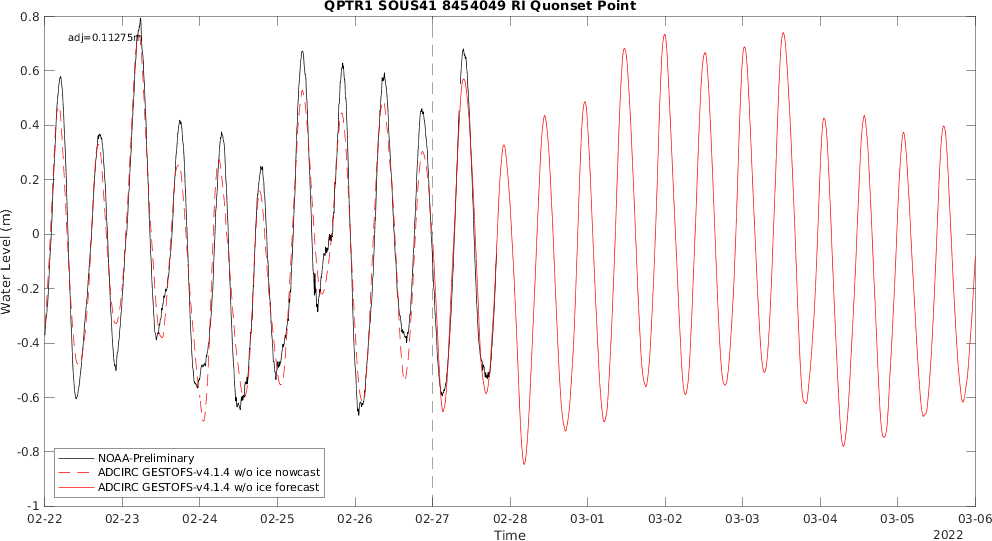 QPTR1 SOUS41 8454049 RI Quonset Point
0.8
adj=0.11275m
0.6
0.4
0.2
0
-0.2
-0.4
-0.6
-0.8
-1
Water Level (m)
NOAA-Preliminary
ADCIRC GESTOFS-v4.1.4 w/o ice nowcast
ADCIRC GESTOFS-v4.1.4 w/o ice forecast
02-22 02-23 02-24 02-25 02-26 02-27 02-28 03-01 03-02 03-03 03-04 03-05 03-06
Time
2022